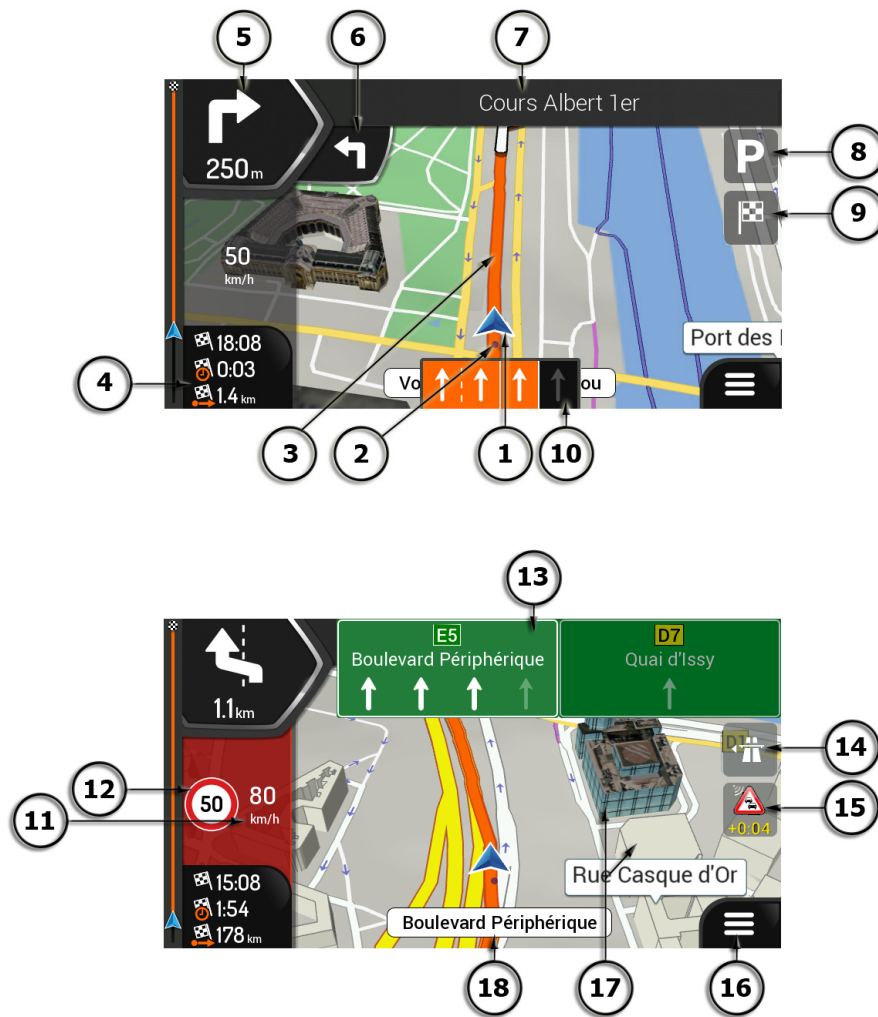 5 6 7
Cours Albert 1er
250 m
P
8
9
50
km/h
Port des
18:08
0:03
1.4 km
4
Vo ou
3 2 1 10
13
E5
Boulevard Périphérique
D7
Quai d'Issy
1.1 km
14
12
50
80
km/h
11
15
+0:04
Rue Casque d'Or
15:08
1:54
178 km
Boulevard Périphérique
18 17 16